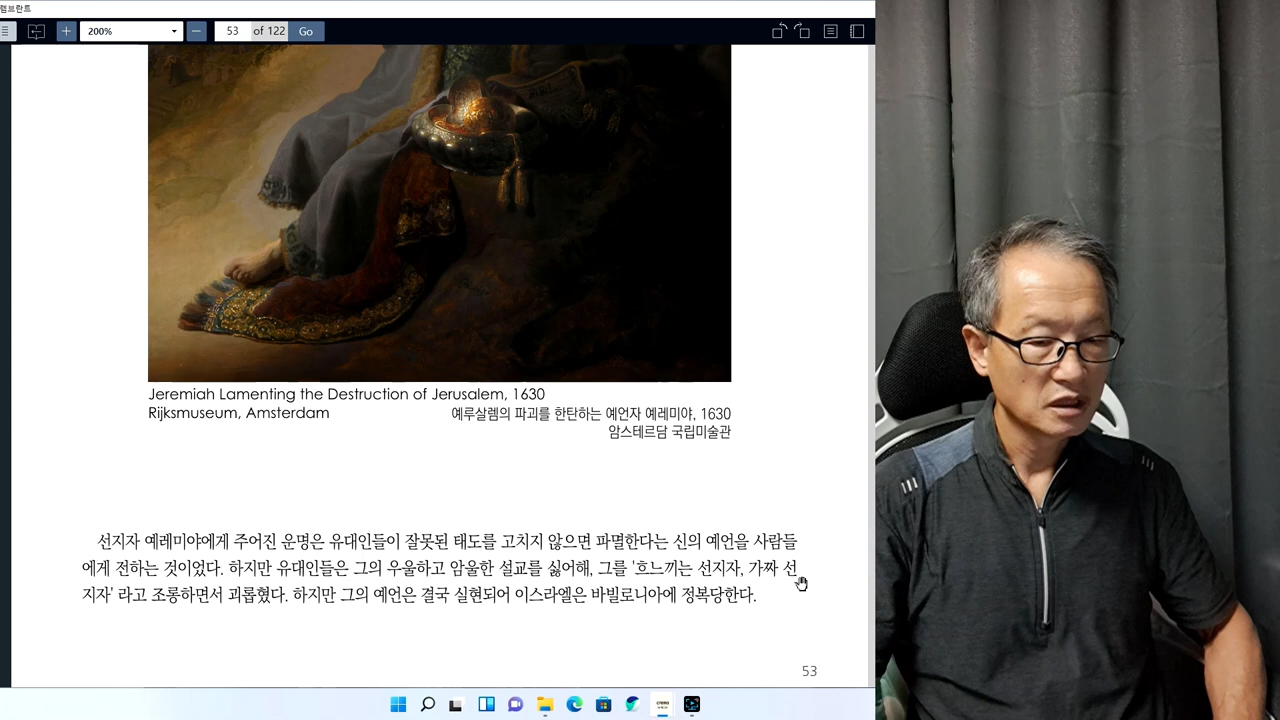 렘브란트
200%
53 of 122 Go
Jeremiah Lamenting the Destruction of Jerusalem, 1630
Rijksmuseum, Amsterdam
예루살렘의 파괴를 한탄하는 예언자 예레미야, 1630
암스테르담 국립미술관
선지자 예레미야에게 주어진 운명은 유대인들이 잘못된 태도를 고치지 않으면 파멸한다는 신의 예언을 사람들
에게 전하는 것이었다. 하지만 유대인들은 그의 우울하고 암울한 설교를 싫어해, 그를 '흐느끼는 선지자, 가짜 선
지자' 라고 조롱하면서 괴롭혔다. 하지만 그의 예언은 결국 실현되어 이스라엘은 바빌로니아에 정복당한다.
53